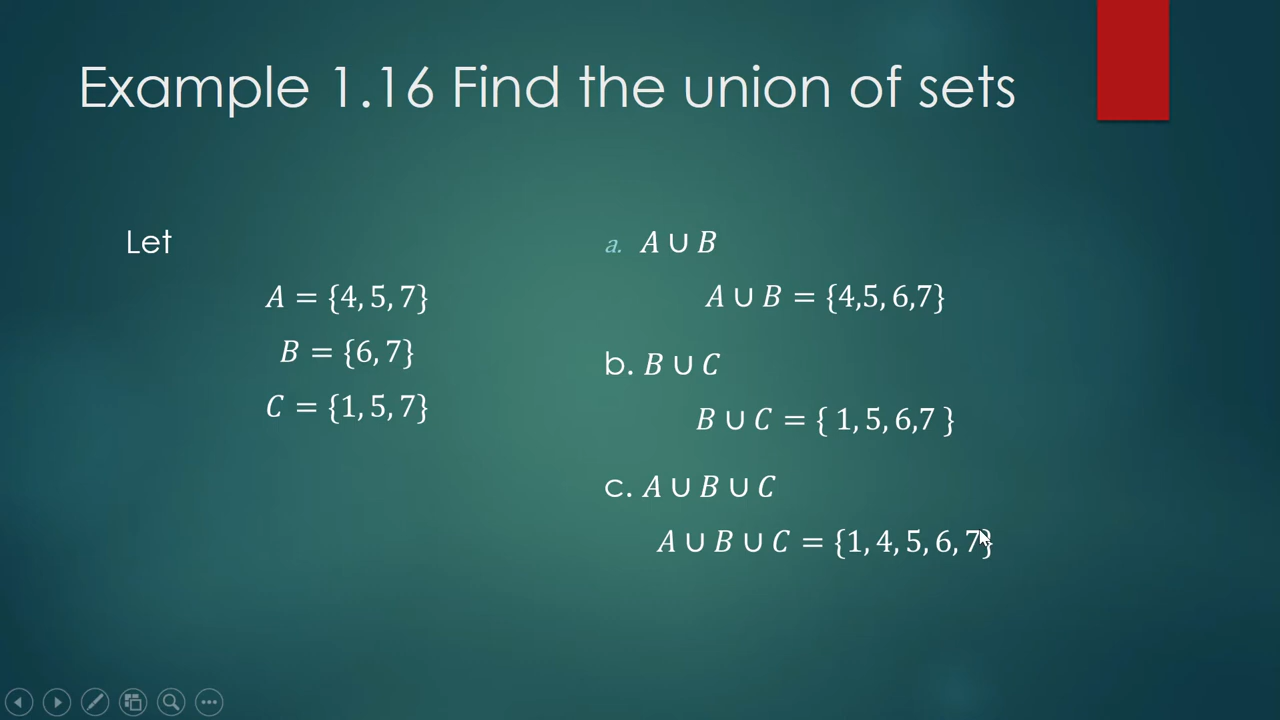 Example 1.16 Find the union of sets
Let
A = {4, 5, 7}
B = {6, 7}
C = {1, 5, 7}
a. A ∪ B
A ∪ B = {4,5, 6,7}
b. B ∪ C
B ∪ C = { 1, 5, 6,7 }
c. A ∪ B ∪ C
A ∪ B ∪ C = {1, 4, 5, 6, 7}